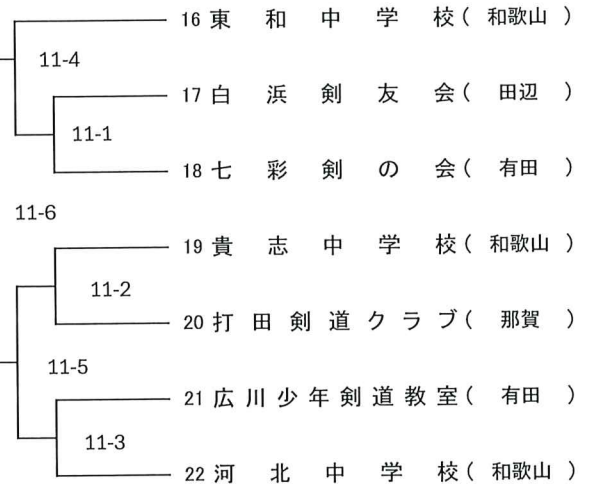 16 東和中学校 ( 和歌山 )
11-4
17 白浜剣友会 ( 田辺 )
11-1
18 七彩剣の会 ( 有田 )
11-6
19 貴志中学校 ( 和歌山 )
11-2
20 打田剣道クラブ ( 那賀 )
11-5
21 広川少年剣道教室 ( 有田 )
11-3
22 河北中学校 ( 和歌山 )